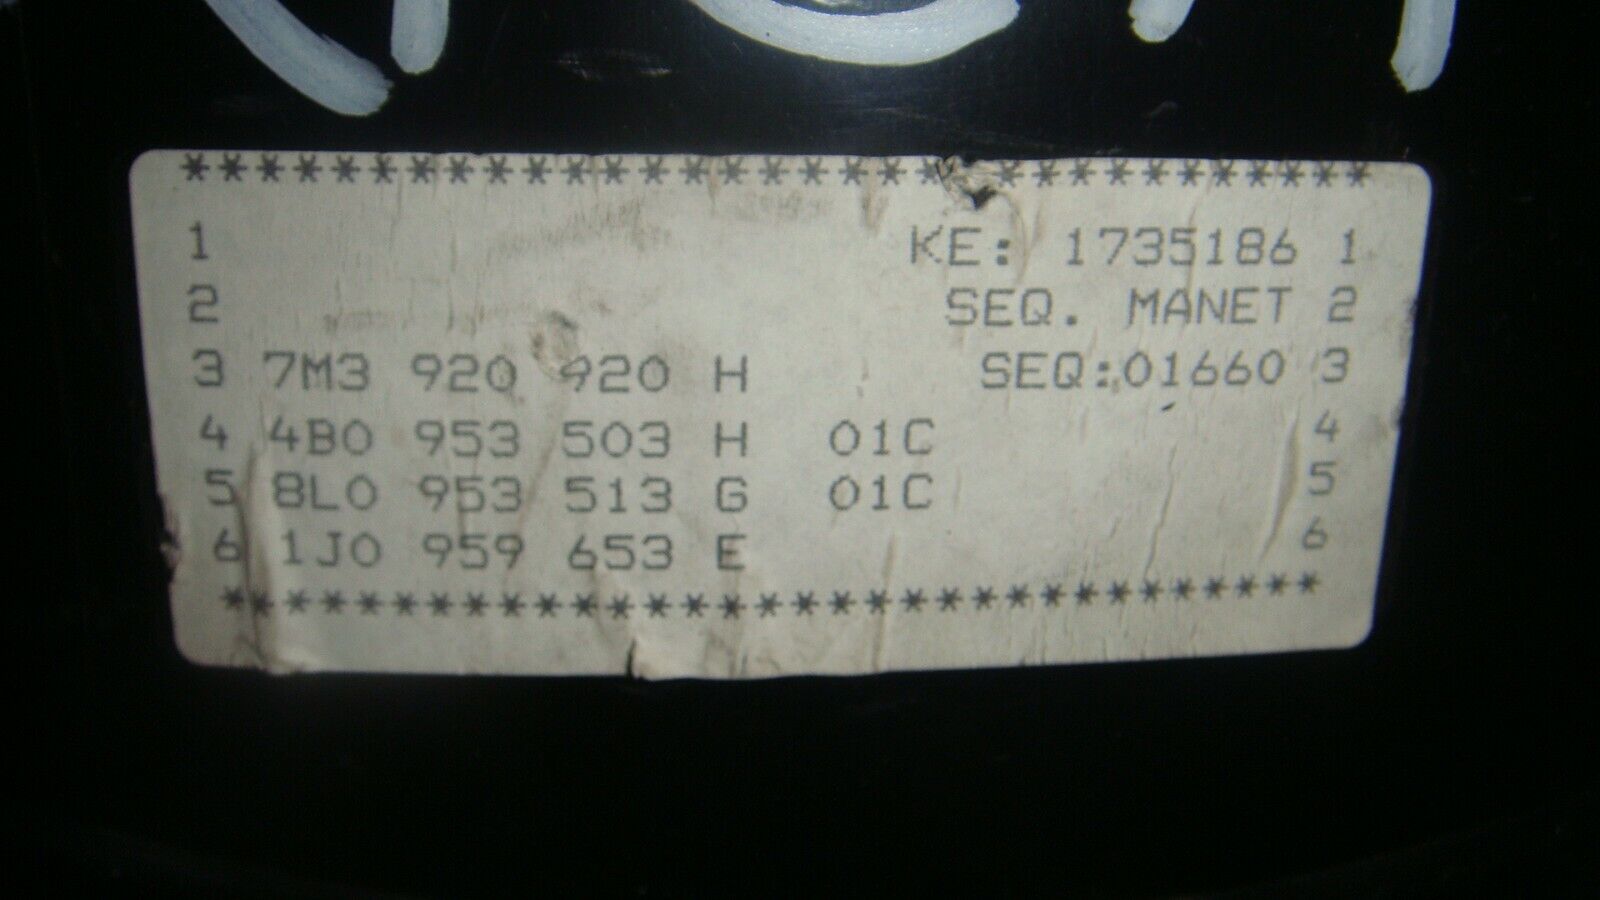 ******************************
1 KE: 1735186 1
2 SEQ. MANET 2
3 7M3 920 920 H SEQ:01660 3
4 4B0 953 503 H 01C 4
5 8L0 953 513 G 01C 5
6 1J0 959 653 E 6
******************************